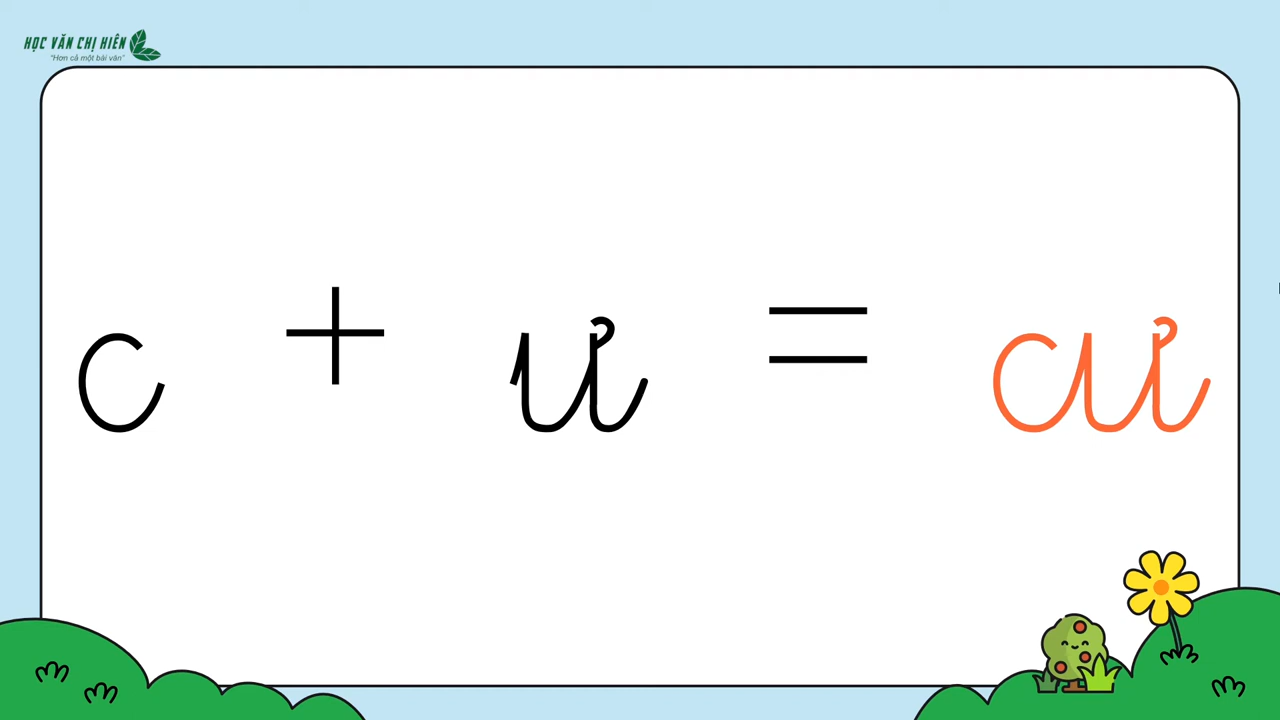 HỌC VĂN CHỊ HIÊN
"Hơn cả một bài văn"
c + ư = cư